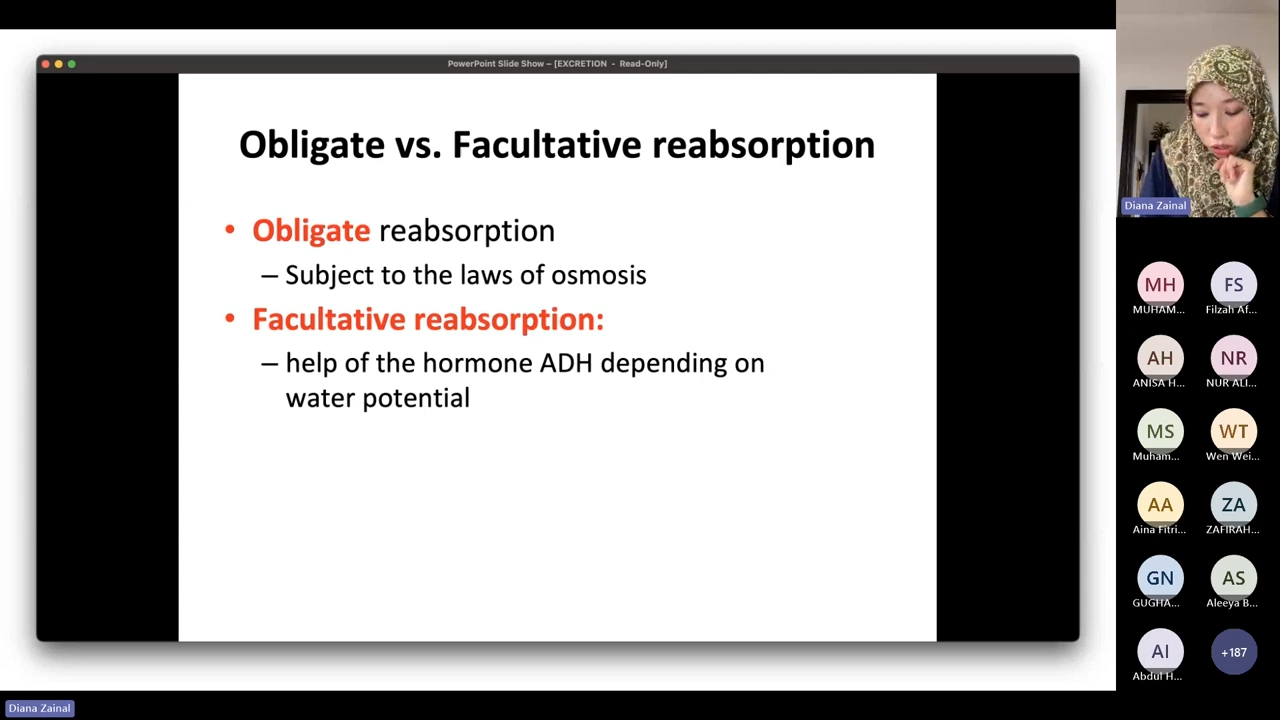 PowerPoint Slide Show – [EXCRETION - Read-Only]
Obligate vs. Facultative reabsorption
• Obligate reabsorption
– Subject to the laws of osmosis
• Facultative reabsorption:
– help of the hormone ADH depending on
water potential
Diana Zainal
MH FS
MUHAM... Filzah Af...
AH NR
ANISA H... NUR ALI...
MS WT
Muham... Wen Wei...
AA ZA
Aina Fitri... ZAFIRAH...
GN AS
GUGHA... Aleeya B...
AI +187
Abdul H...
Diana Zainal